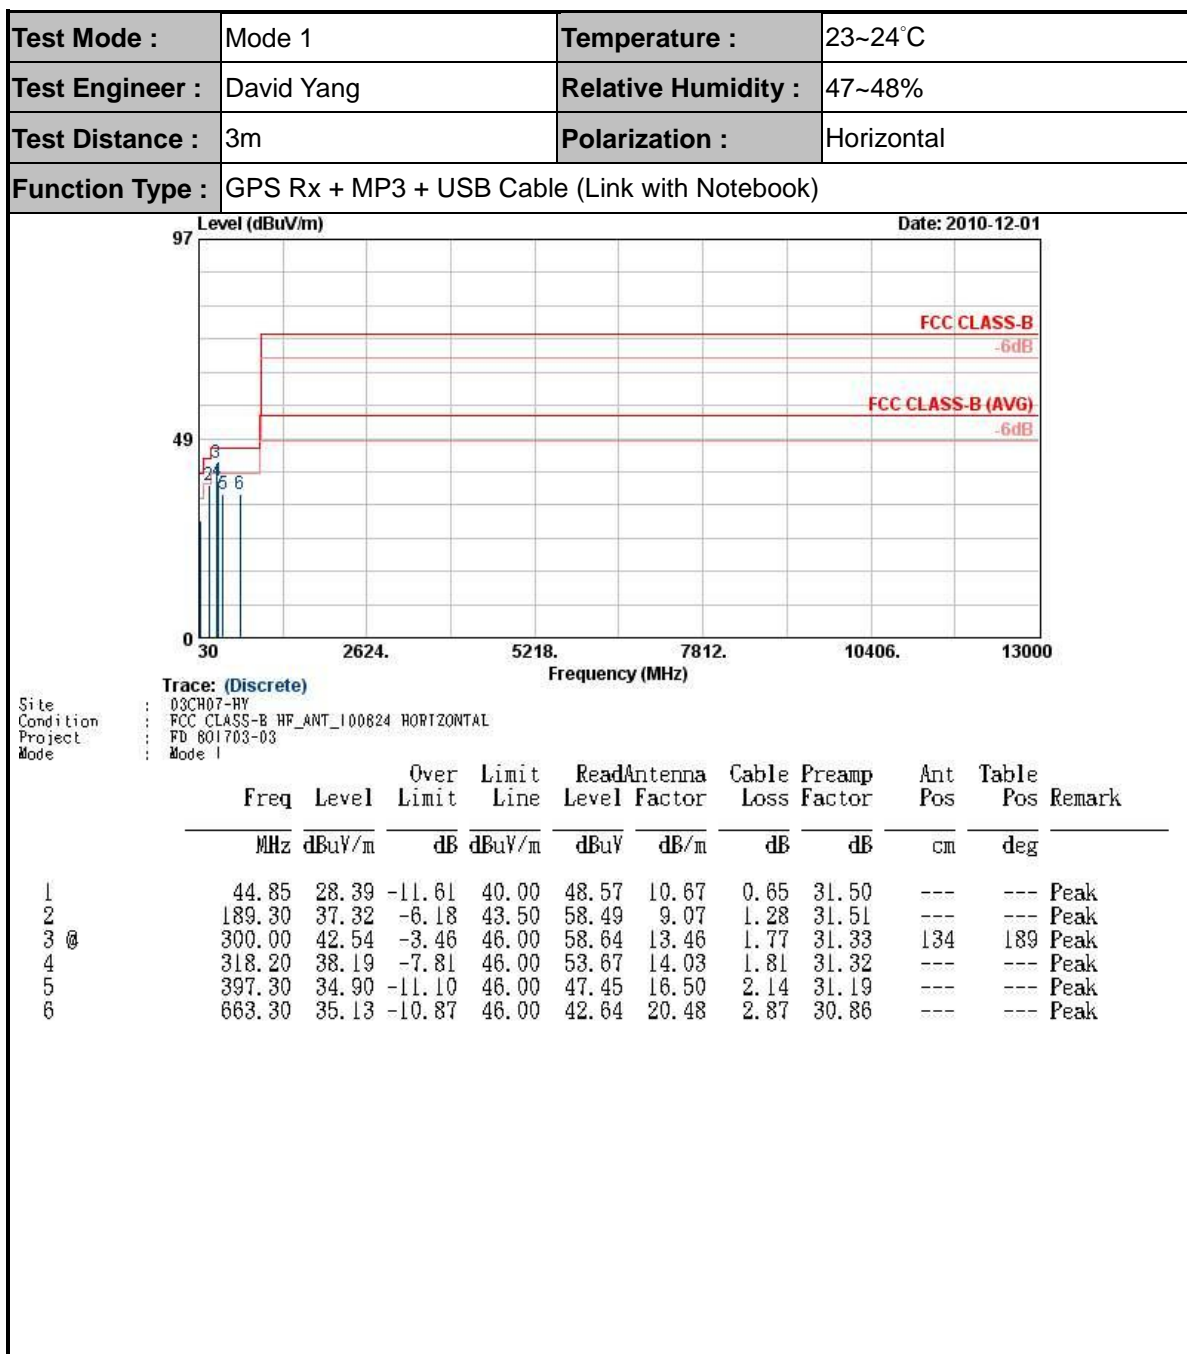 Test Mode : Mode 1 Temperature : 23~24°C
Test Engineer : David Yang Relative Humidity : 47~48%
Test Distance : 3m Polarization : Horizontal
Function Type : GPS Rx + MP3 + USB Cable (Link with Notebook)
Level (dBuV/m) Date: 2010-12-01
97
FCC CLASS-B
-6dB
FCC CLASS-B (AVG)
-6dB
49
3
2 4
5 6
0
30 2624. 5218. 7812. 10406. 13000
Frequency (MHz)
Trace: (Discrete)
Site : 03CH07-HY
Condition : FCC CLASS-B HF_ANT_100824 HORIZONTAL
Project : FD 801703-03
Mode : Mode 1
Over Limit ReadAntenna Cable Preamp Ant Table
Freq Level Limit Line Level Factor Loss Factor Pos Pos Remark
MHz dBuV/m dB dBuV/m dBuV dB/m dB dB cm deg
1 44.85 28.39 -11.61 40.00 48.57 10.67 0.65 31.50 --- --- Peak
2 189.30 37.32 -6.18 43.50 58.49 9.07 1.28 31.51 --- --- Peak
3 @ 300.00 42.54 -3.46 46.00 58.64 13.46 1.77 31.33 134 189 Peak
4 318.20 38.19 -7.81 46.00 53.67 14.03 1.81 31.32 --- --- Peak
5 397.30 34.90 -11.10 46.00 47.45 16.50 2.14 31.19 --- --- Peak
6 663.30 35.13 -10.87 46.00 42.64 20.48 2.87 30.86 --- --- Peak